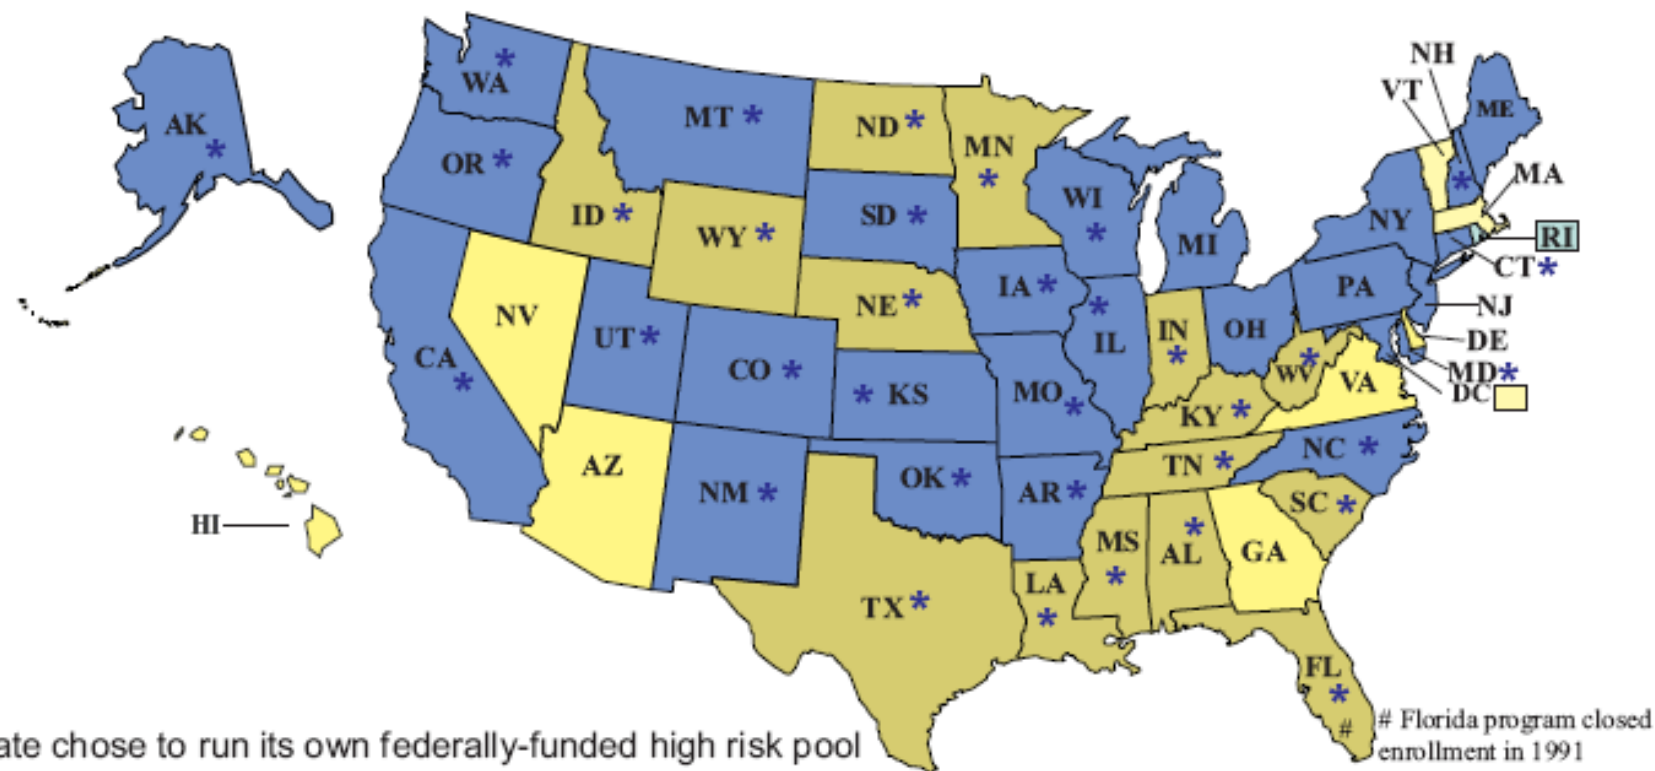 NH
VT
WA *
ME
AK *
MT *
ND *
MN *
OR *
MA
WI *
ID *
SD *
NY
WY *
MI
RI
CT *
IA *
PA
NE *
NV
IL *
NJ
IN *
OH
UT *
DE
CA *
CO *
WV *
MD *
VA
DC
KS *
MO *
KY *
NC *
AZ
TN *
OK *
NM *
AR *
SC *
HI
MS *
AL *
GA
LA *
TX *
FL *
#
# Florida program closed
enrollment in 1991
ate chose to run its own federally-funded high risk pool